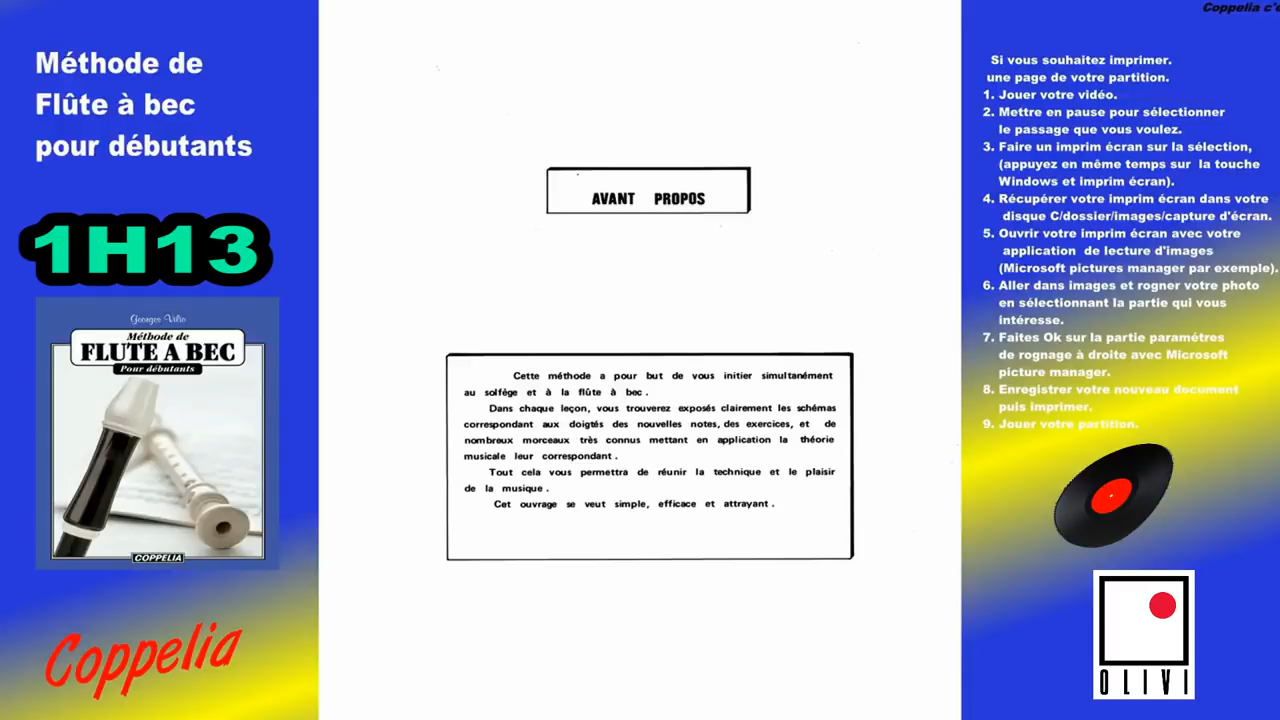 Méthode de
Flûte à bec
pour débutants
1H13
Georges Vilio
Méthode de
FLUTE A BEC
Pour débutants
COPPELIA
Coppelia
AVANT PROPOS
Cette méthode a pour but de vous initier simultanément
au solfège et à la flûte à bec.
Dans chaque leçon, vous trouverez exposés clairement les schémas
correspondant aux doigtés des nouvelles notes, des exercices, et de
nombreux morceaux très connus mettant en application la théorie
musicale leur correspondant.
Tout cela vous permettra de réunir la technique et le plaisir
de la musique.
Cet ouvrage se veut simple, efficace et attrayant.
Coppelia c'e
Si vous souhaitez imprimer.
une page de votre partition.
1. Jouer votre vidéo.
2. Mettre en pause pour sélectionner
le passage que vous voulez.
3. Faire un imprim écran sur la sélection,
(appuyez en même temps sur la touche
Windows et imprim écran).
4. Récupérer votre imprim écran dans votre
disque C/dossier/images/capture d'écran.
5. Ouvrir votre imprim écran avec votre
application de lecture d'images
(Microsoft pictures manager par exemple).
6. Aller dans images et rogner votre photo
en sélectionnant la partie qui vous
intéresse.
7. Faites Ok sur la partie paramétres
de rognage à droite avec Microsoft
picture manager.
8. Enregistrer votre nouveau document
puis imprimer.
9. Jouer votre partition.
OLIVI